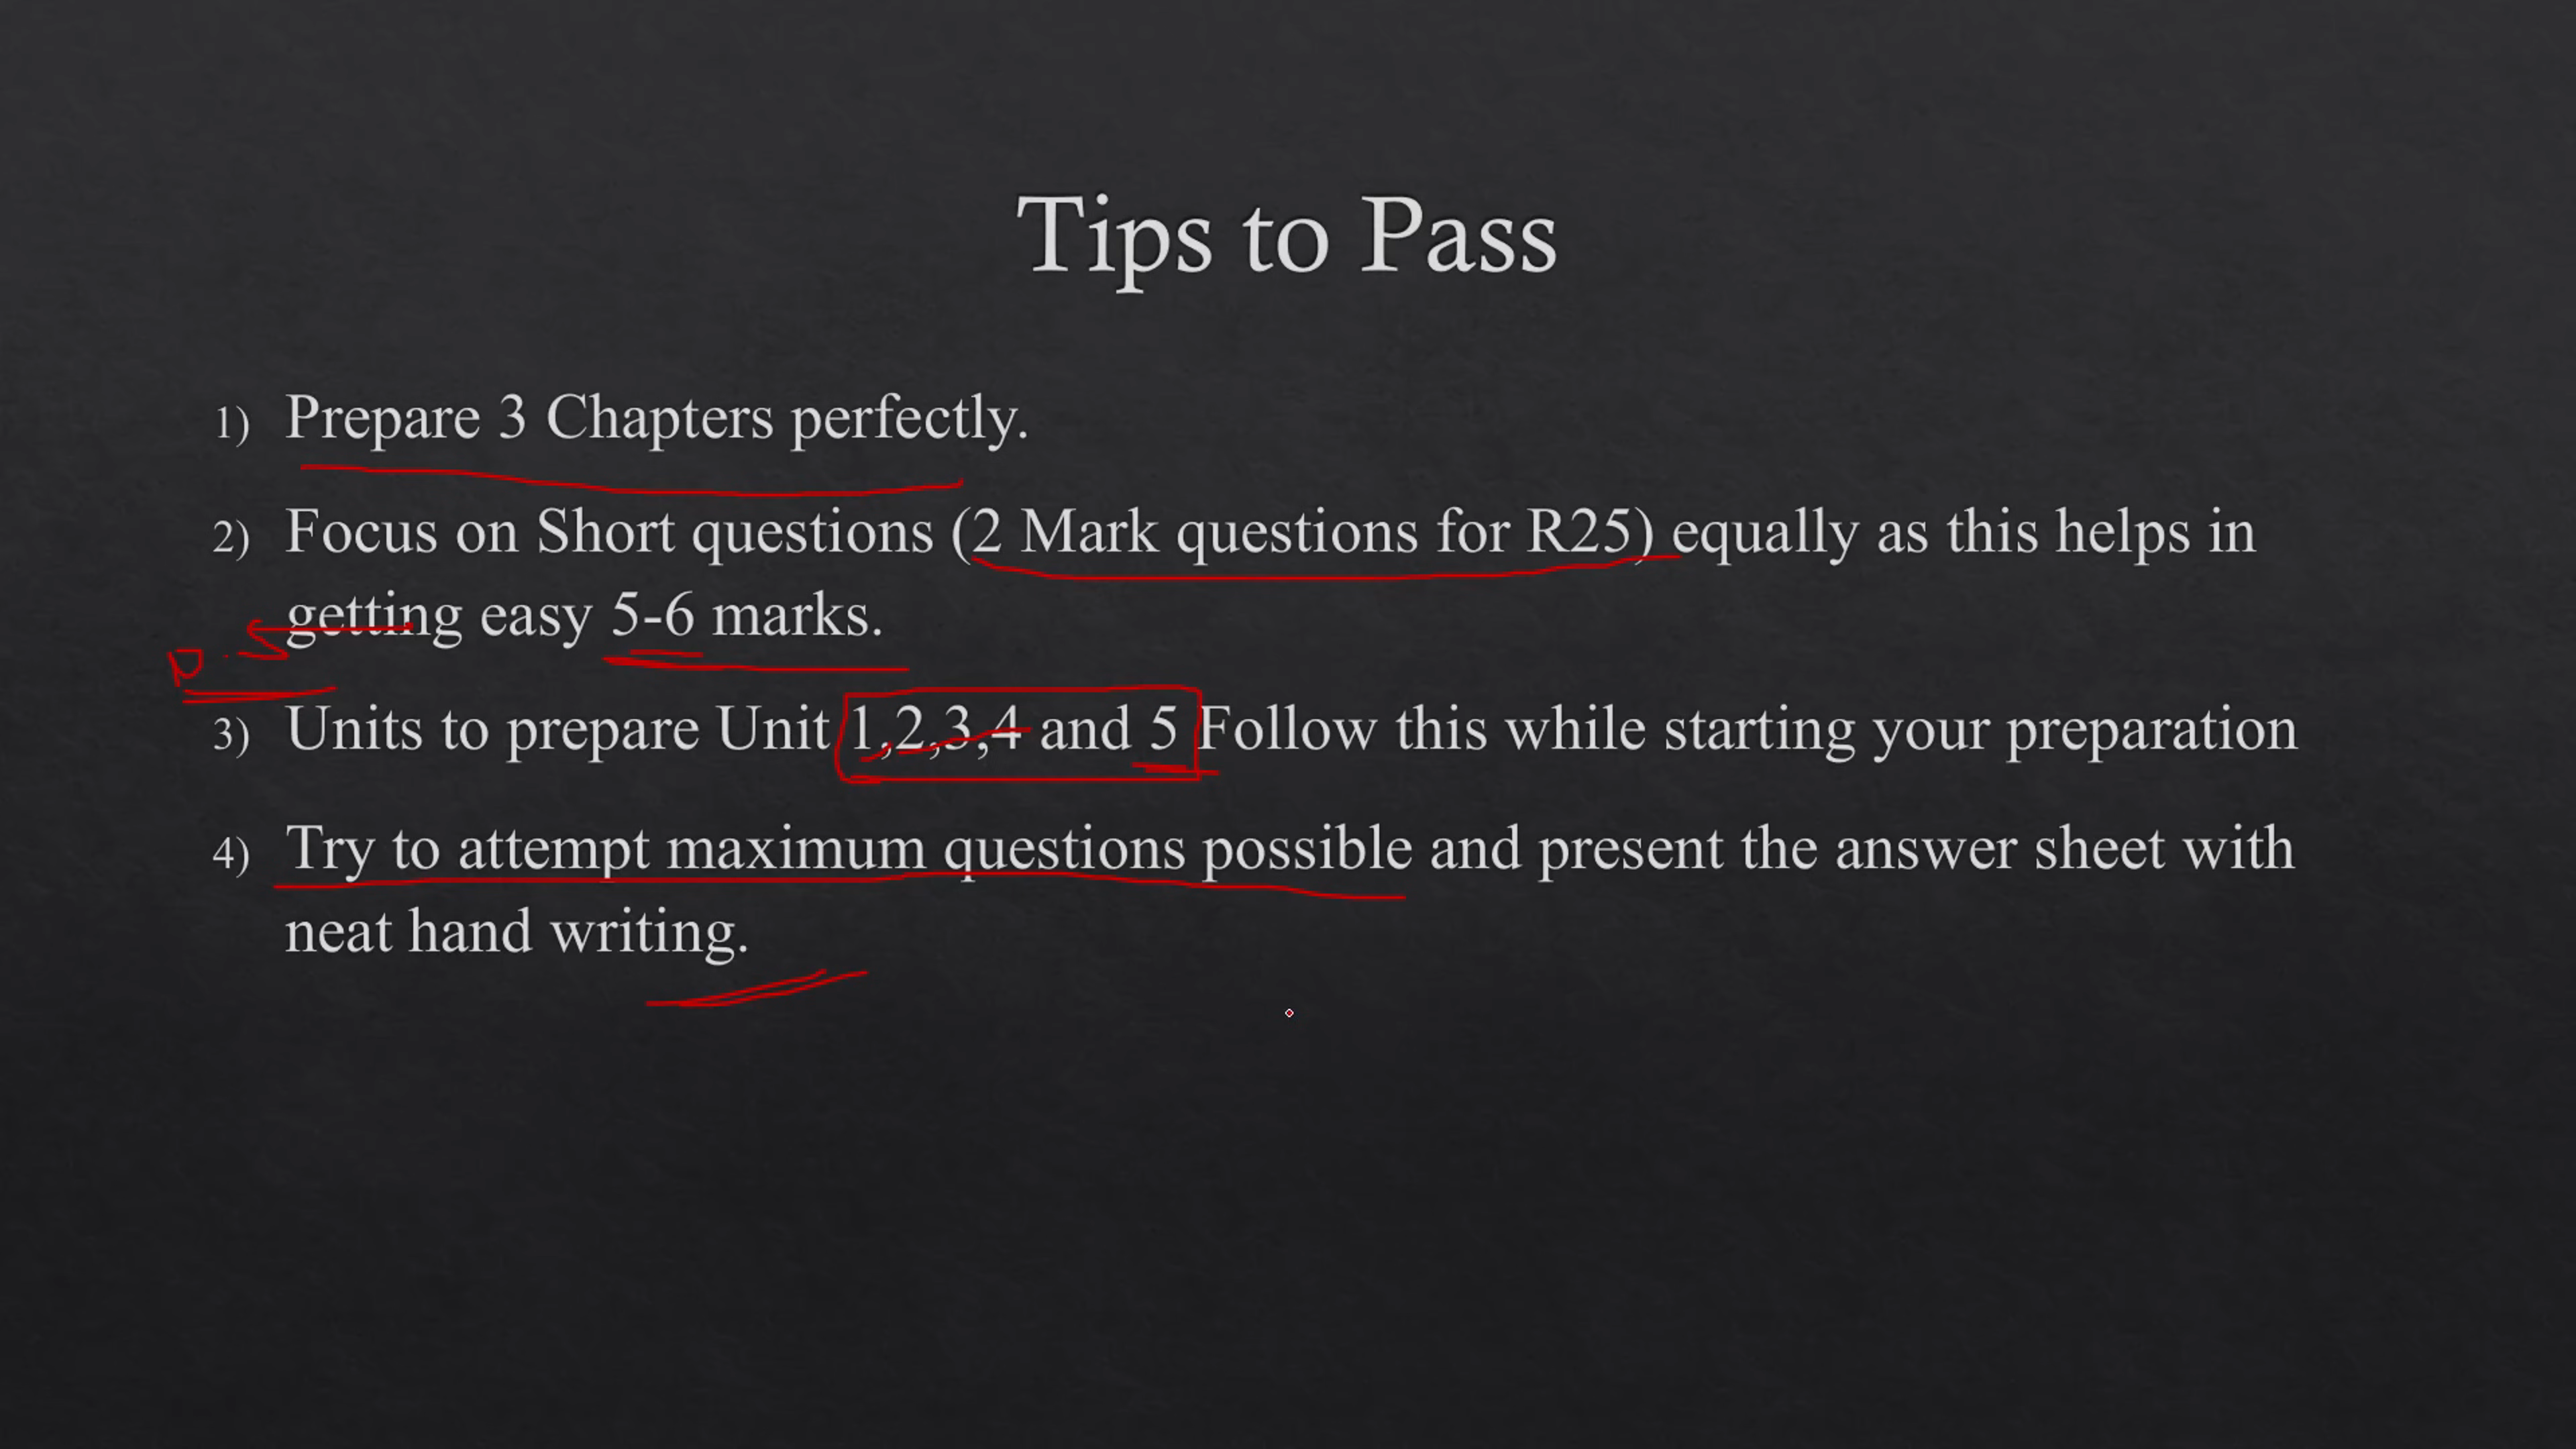 Tips to Pass
1) Prepare 3 Chapters perfectly.
2) Focus on Short questions (2 Mark questions for R25) equally as this helps in
getting easy 5-6 marks.
3) Units to prepare Unit 1,2,3,4 and 5 Follow this while starting your preparation
4) Try to attempt maximum questions possible and present the answer sheet with
neat hand writing.